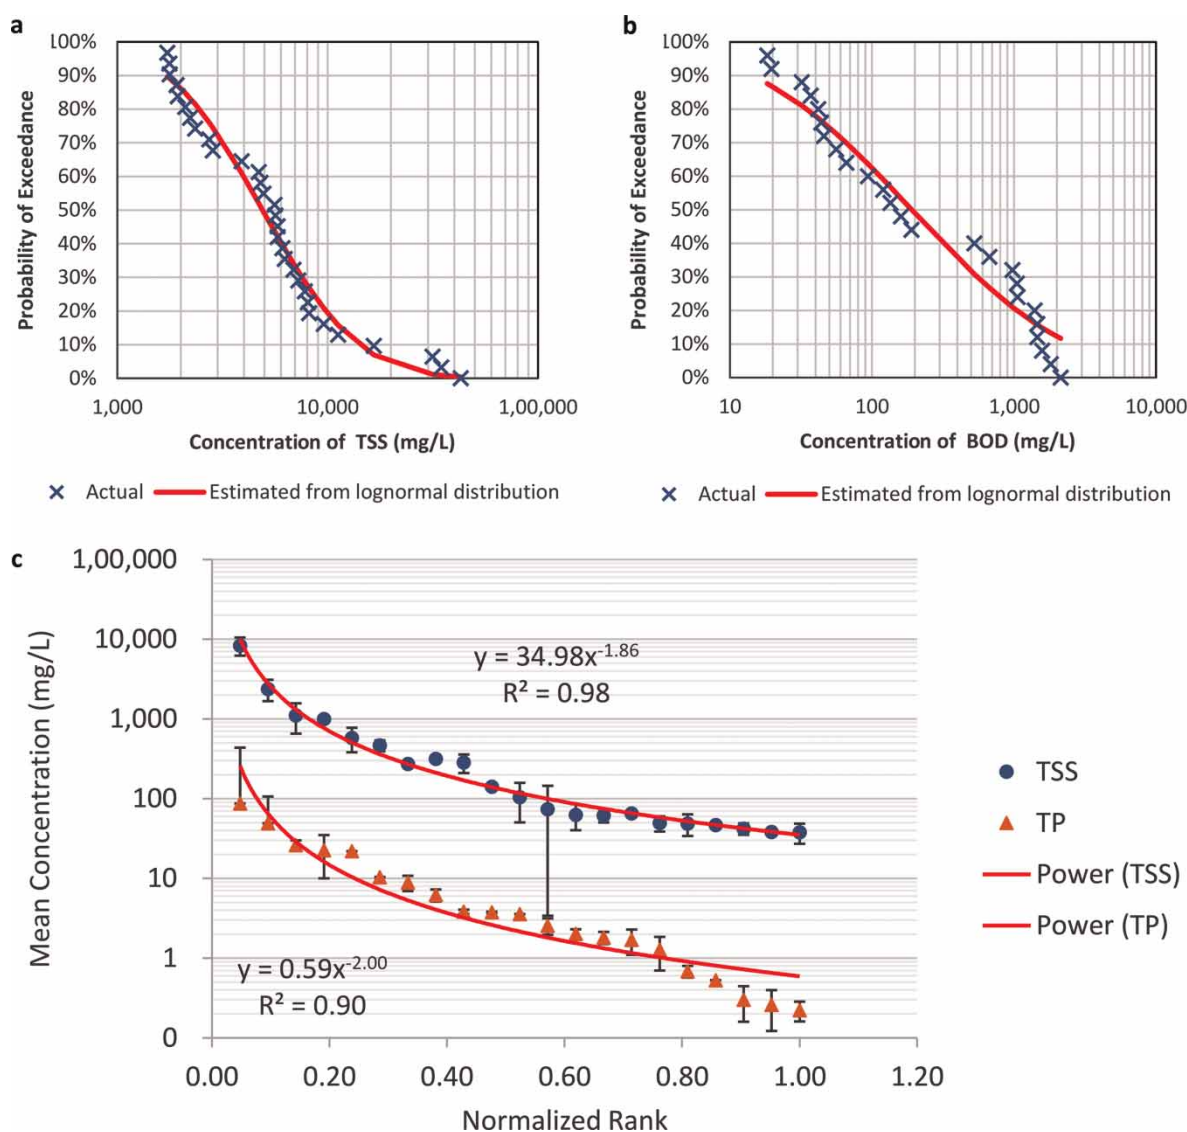 a
100%
90%
80%
70%
60%
50%
40%
30%
20%
10%
0%
Probability of Exceedance
1,000
10,000
1,00,000
Concentration of TSS (mg/L)
Actual
Estimated from lognormal distribution
b
100%
90%
80%
70%
60%
50%
40%
30%
20%
10%
0%
Probability of Exceedance
10
100
1,000
10,000
Concentration of BOD (mg/L)
Actual
Estimated from lognormal distribution
c
1,00,000
10,000
1,000
100
10
1
0
Mean Concentration (mg/L)
y = 34.98x^-1.86
R² = 0.98
y = 0.59x^-2.00
R² = 0.90
0.00
0.20
0.40
0.60
0.80
1.00
1.20
Normalized Rank
TSS
TP
Power (TSS)
Power (TP)